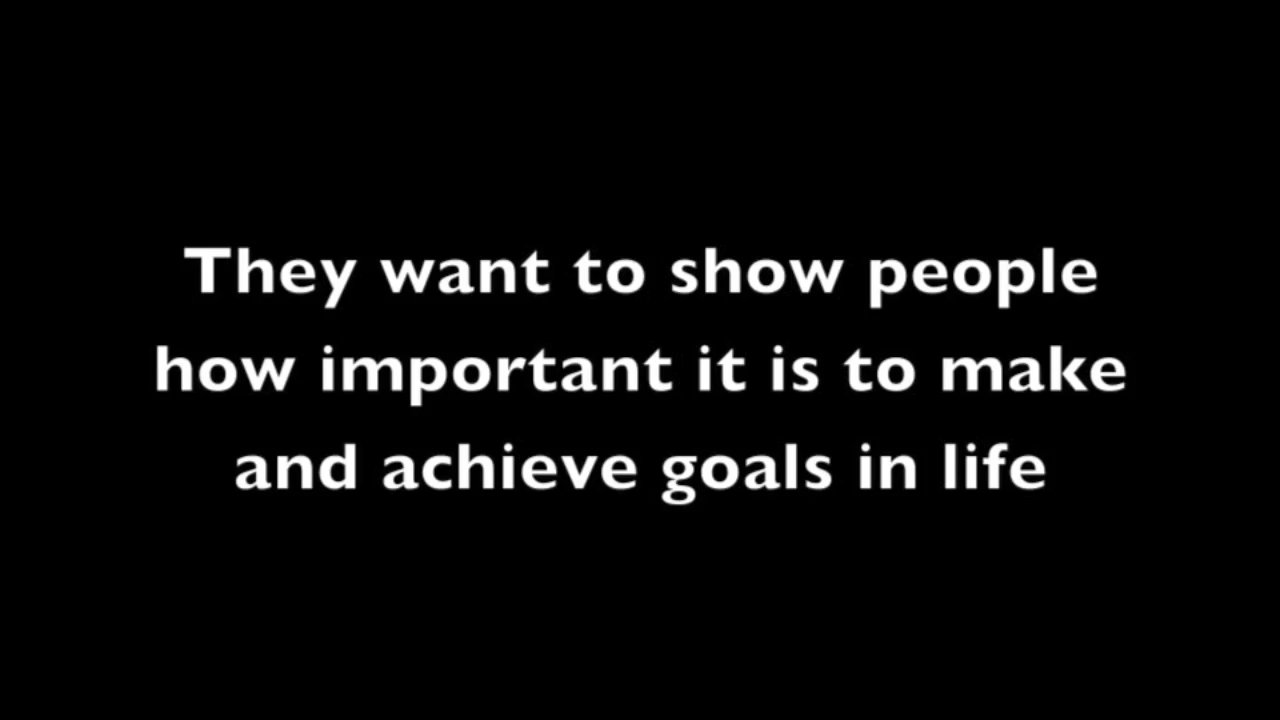 They want to show people
how important it is to make
and achieve goals in life